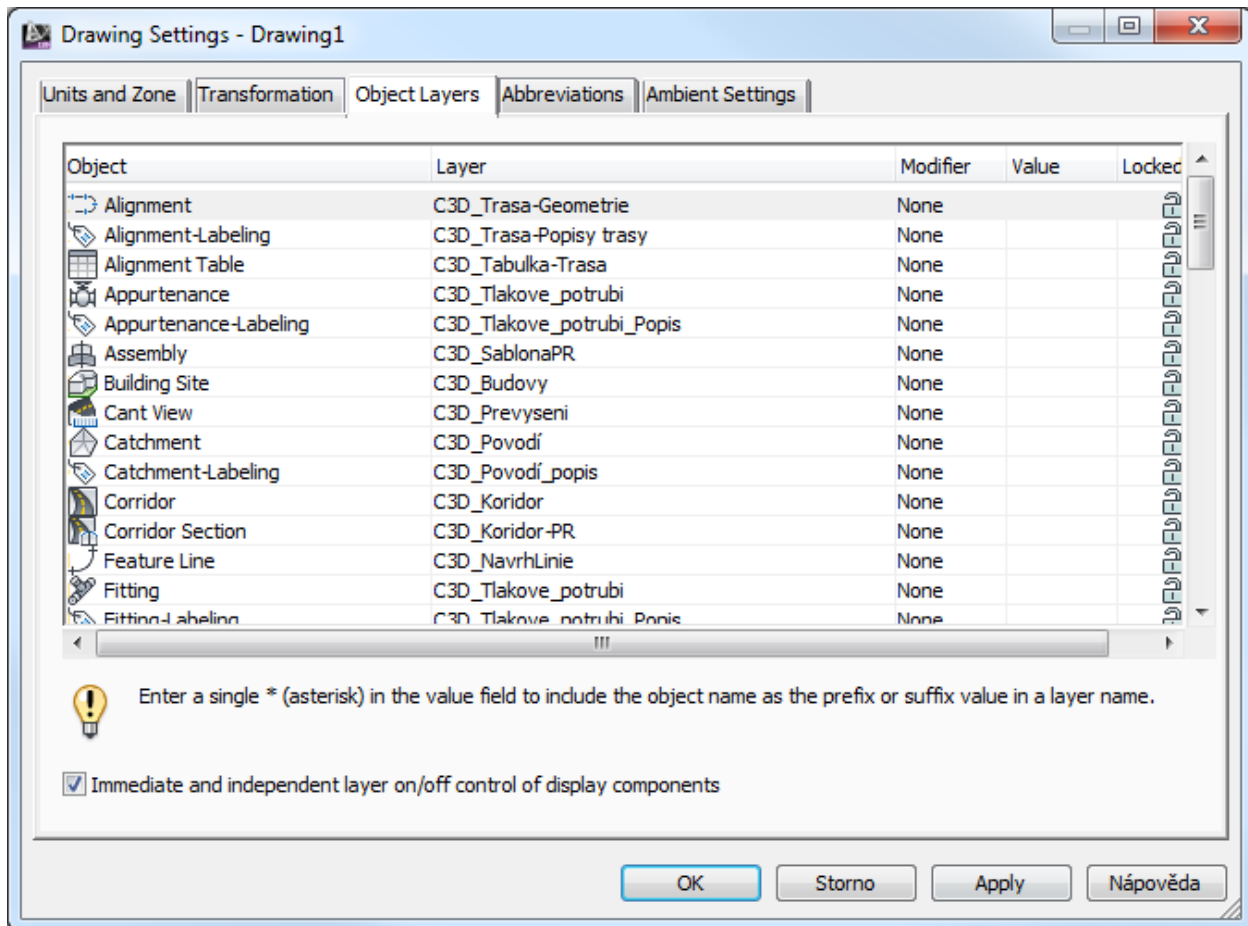 Drawing Settings - Drawing1
Units and Zone Transformation Object Layers Abbreviations Ambient Settings
Object Layer Modifier Value Locked
Alignment C3D_Trasa-Geometrie None
Alignment-Labeling C3D_Trasa-Popisy trasy None
Alignment Table C3D_Tabulka-Trasa None
Appurtenance C3D_Tlakove_potrubi None
Appurtenance-Labeling C3D_Tlakove_potrubi_Popis None
Assembly C3D_SablonaPR None
Building Site C3D_Budovy None
Cant View C3D_Prevyseni None
Catchment C3D_Povodí None
Catchment-Labeling C3D_Povodí_popis None
Corridor C3D_Koridor None
Corridor Section C3D_Koridor-PR None
Feature Line C3D_NavrhLinie None
Fitting C3D_Tlakove_potrubi None
Fitting-Labeling C3D_Tlakove_potrubi_Popis None
Enter a single * (asterisk) in the value field to include the object name as the prefix or suffix value in a layer name.
Immediate and independent layer on/off control of display components
OK Storno Apply Nápověda